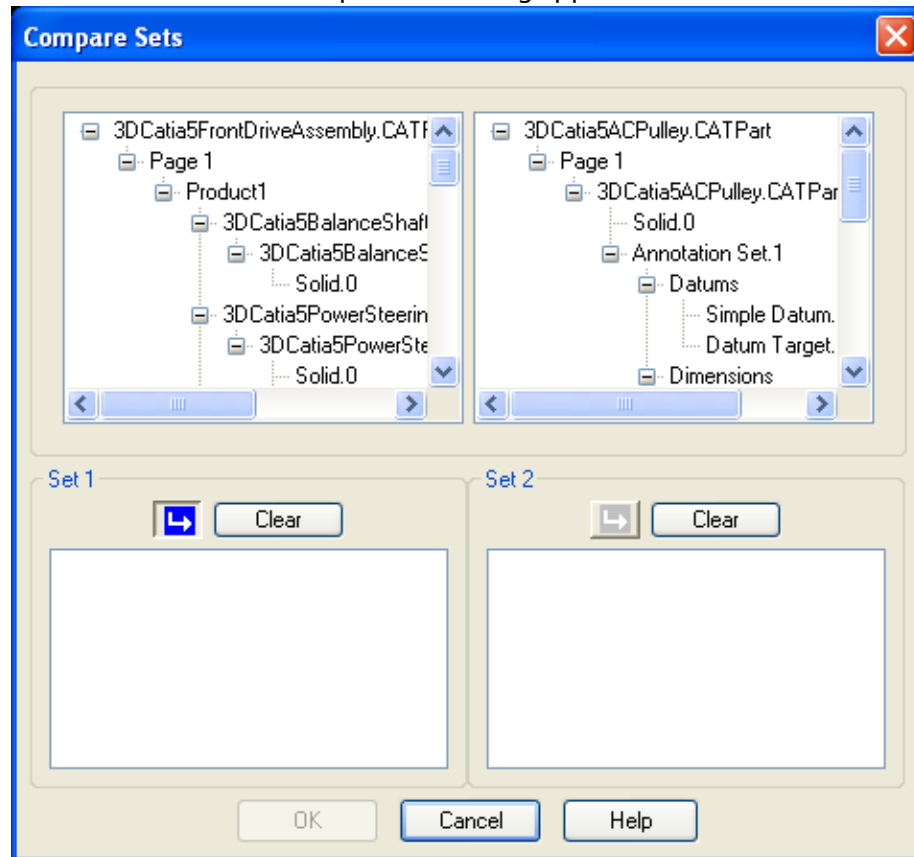 Compare Sets
3DCatia5FrontDriveAssembly.CATF
Page 1
Product1
3DCatia5BalanceShaft
3DCatia5BalanceS
Solid.0
3DCatia5PowerSteerin
3DCatia5PowerSte
Solid.0
3DCatia5ACPulley.CATPart
Page 1
3DCatia5ACPulley.CATPar
Solid.0
Annotation Set.1
Datums
Simple Datum.
Datum Target.
Dimensions
Set 1
Clear
Set 2
Clear
OK
Cancel
Help